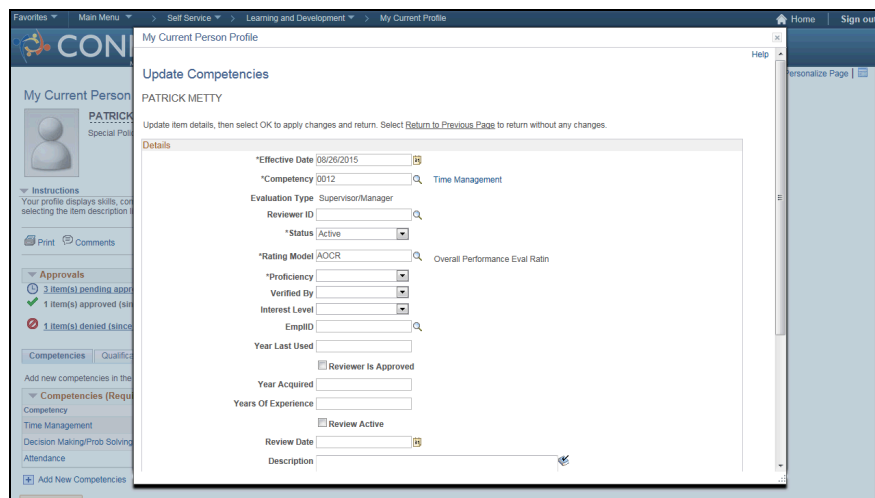 Favorites Main Menu > Self Service > Learning and Development > My Current Profile Home Sign out
CON
My Current Person Profile
Help
Personalize Page
Update Competencies
My Current Person
PATRICK METTY
PATRICK
Special Poli
Update item details, then select OK to apply changes and return. Select Return to Previous Page to return without any changes.
Details
*Effective Date 08/26/2015
*Competency 0012 Time Management
Evaluation Type Supervisor/Manager
Instructions
Your profile displays skills, con
selecting the item description l
Reviewer ID
*Status Active
Print Comments
*Rating Model AOCR Overall Performance Eval Ratin
Approvals
*Proficiency
3 item(s) pending appr
Verified By
1 item(s) approved (sin
Interest Level
1 item(s) denied (since
EmplID
Year Last Used
Competencies Qualifica
Reviewer Is Approved
Add new competencies in the
Year Acquired
Competencies (Requi
Years Of Experience
Competency
Time Management
Review Active
Decision Making/Prob Solving
Review Date
Attendance
Description
Add New Competencies